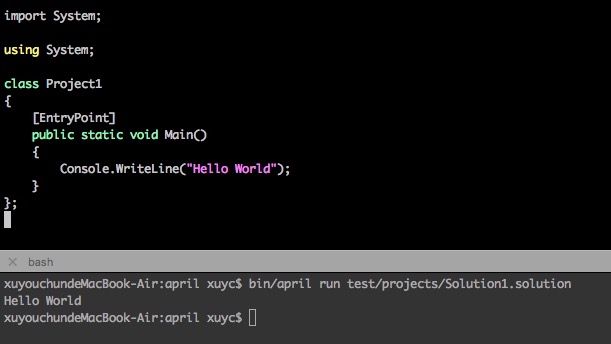 import System;
using System;
class Project1
{
[EntryPoint]
public static void Main()
{
Console.WriteLine("Hello World");
}
};
bash
xuyouchundeMacBook-Air:april xuyc$ bin/april run test/projects/Solution1.solution
Hello World
xuyouchundeMacBook-Air:april xuyc$